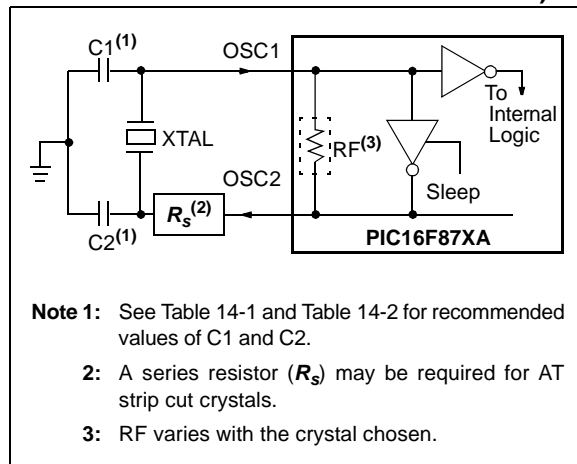 C1(1)
OSC1
To
Internal
Logic
XTAL
RF(3)
OSC2
Sleep
Rs(2)
C2(1)
PIC16F87XA
Note 1: See Table 14-1 and Table 14-2 for recommended
values of C1 and C2.
2: A series resistor (Rs) may be required for AT
strip cut crystals.
3: RF varies with the crystal chosen.